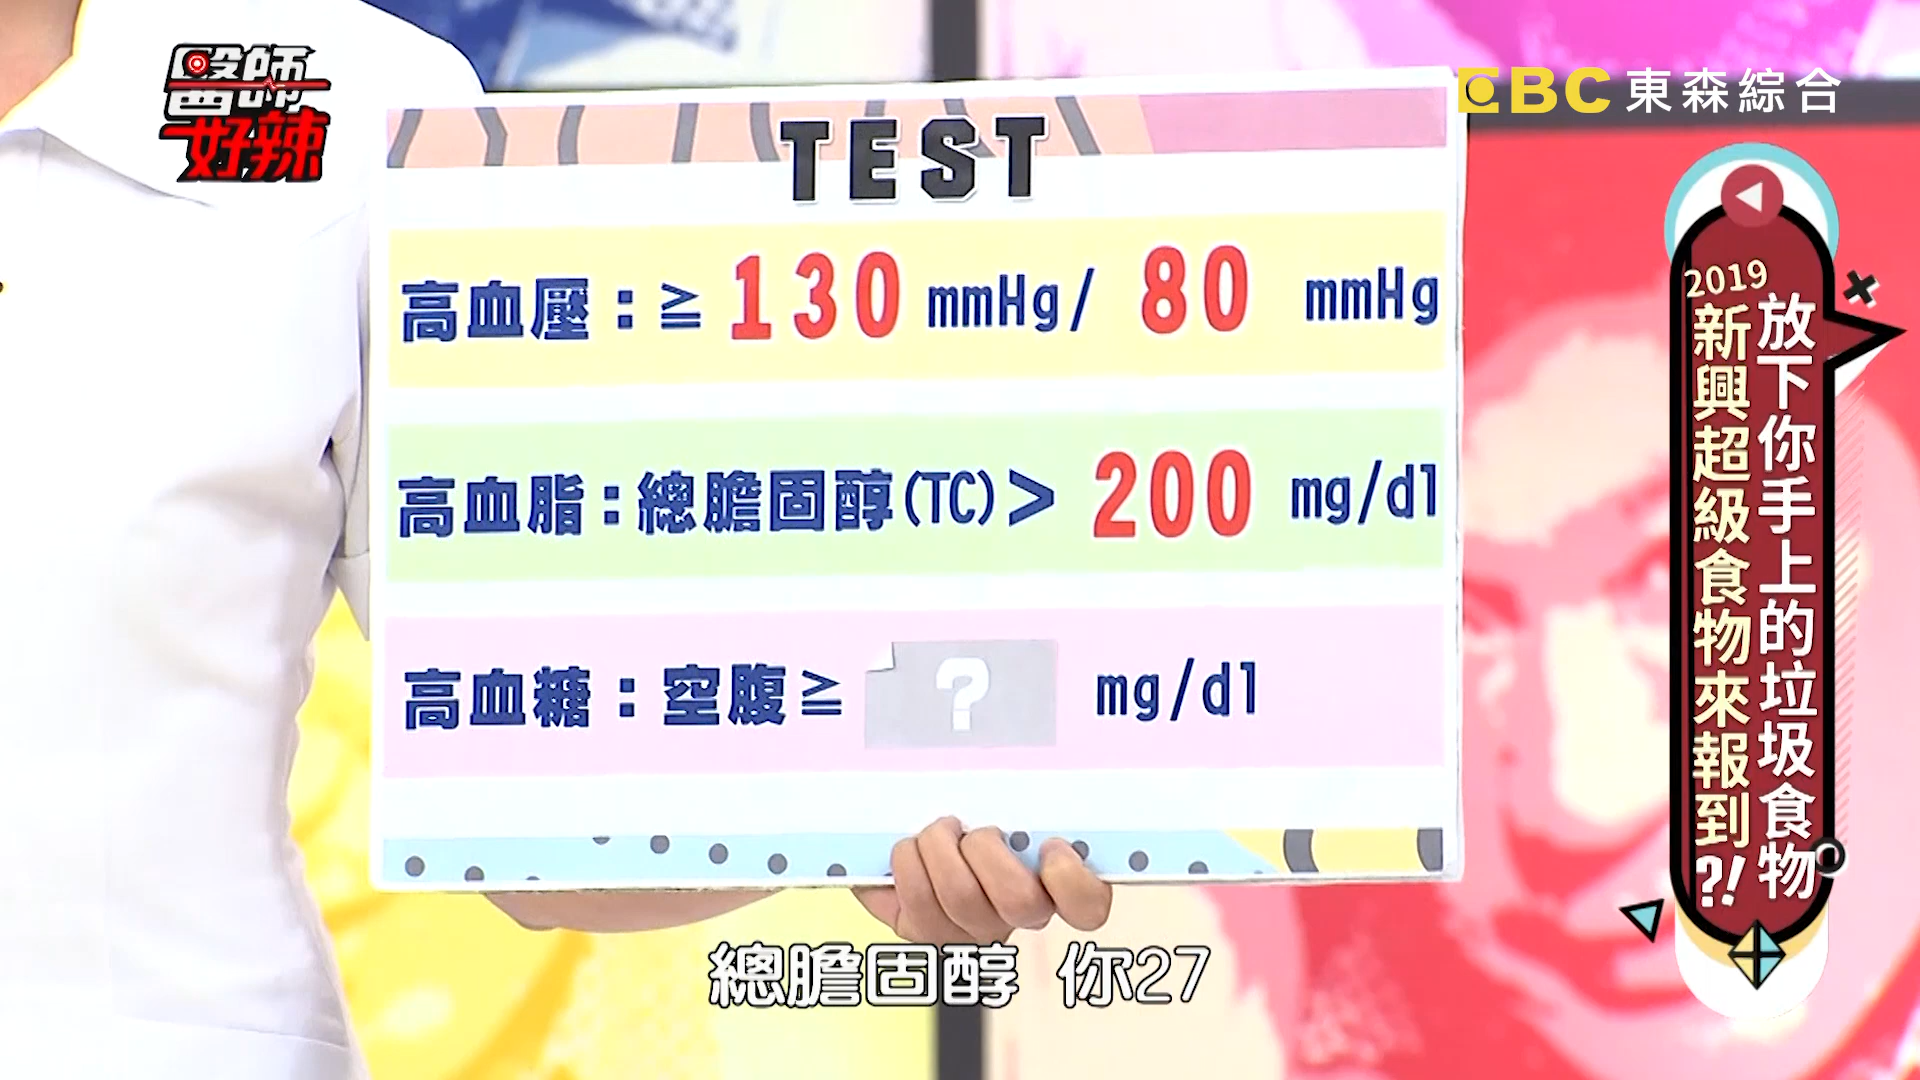 醫師
好辣
EBC 東森綜合
TEST
高血壓：≧ 130 mmHg/ 80 mmHg
高血脂：總膽固醇(TC)> 200 mg/dl
高血糖：空腹≧ ? mg/dl
放下你手上的垃圾食物
2019
新興超級食物來報到?!
總膽固醇 你27